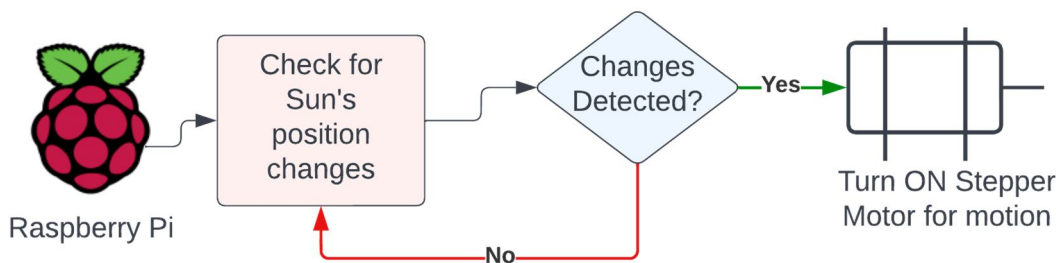 Raspberry Pi
Check for
Sun's
position
changes
Changes
Detected?
Yes
No
Turn ON Stepper
Motor for motion